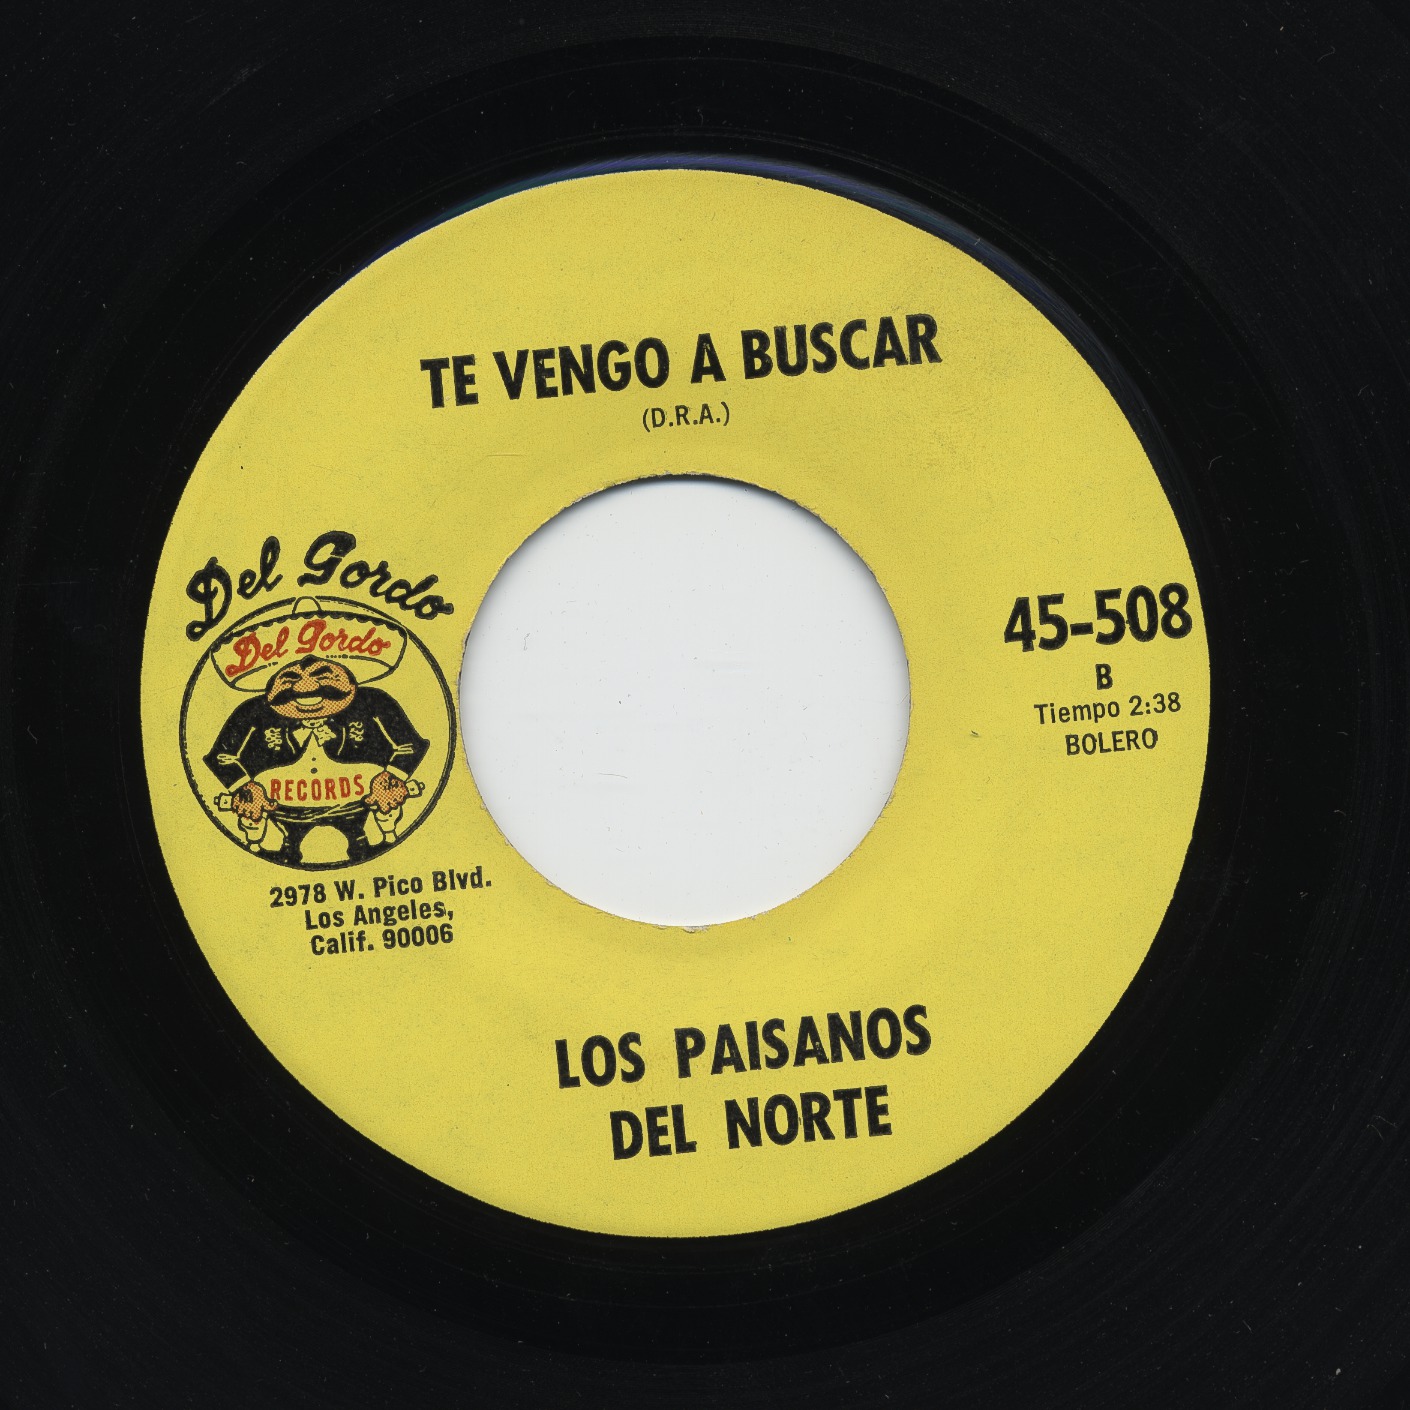 TE VENGO A BUSCAR
(D.R.A.)
Del Gordo
Del Gordo
RECORDS
2978 W. Pico Blvd.
Los Angeles,
Calif. 90006
45-508
B
Tiempo 2:38
BOLERO
LOS PAISANOS
DEL NORTE